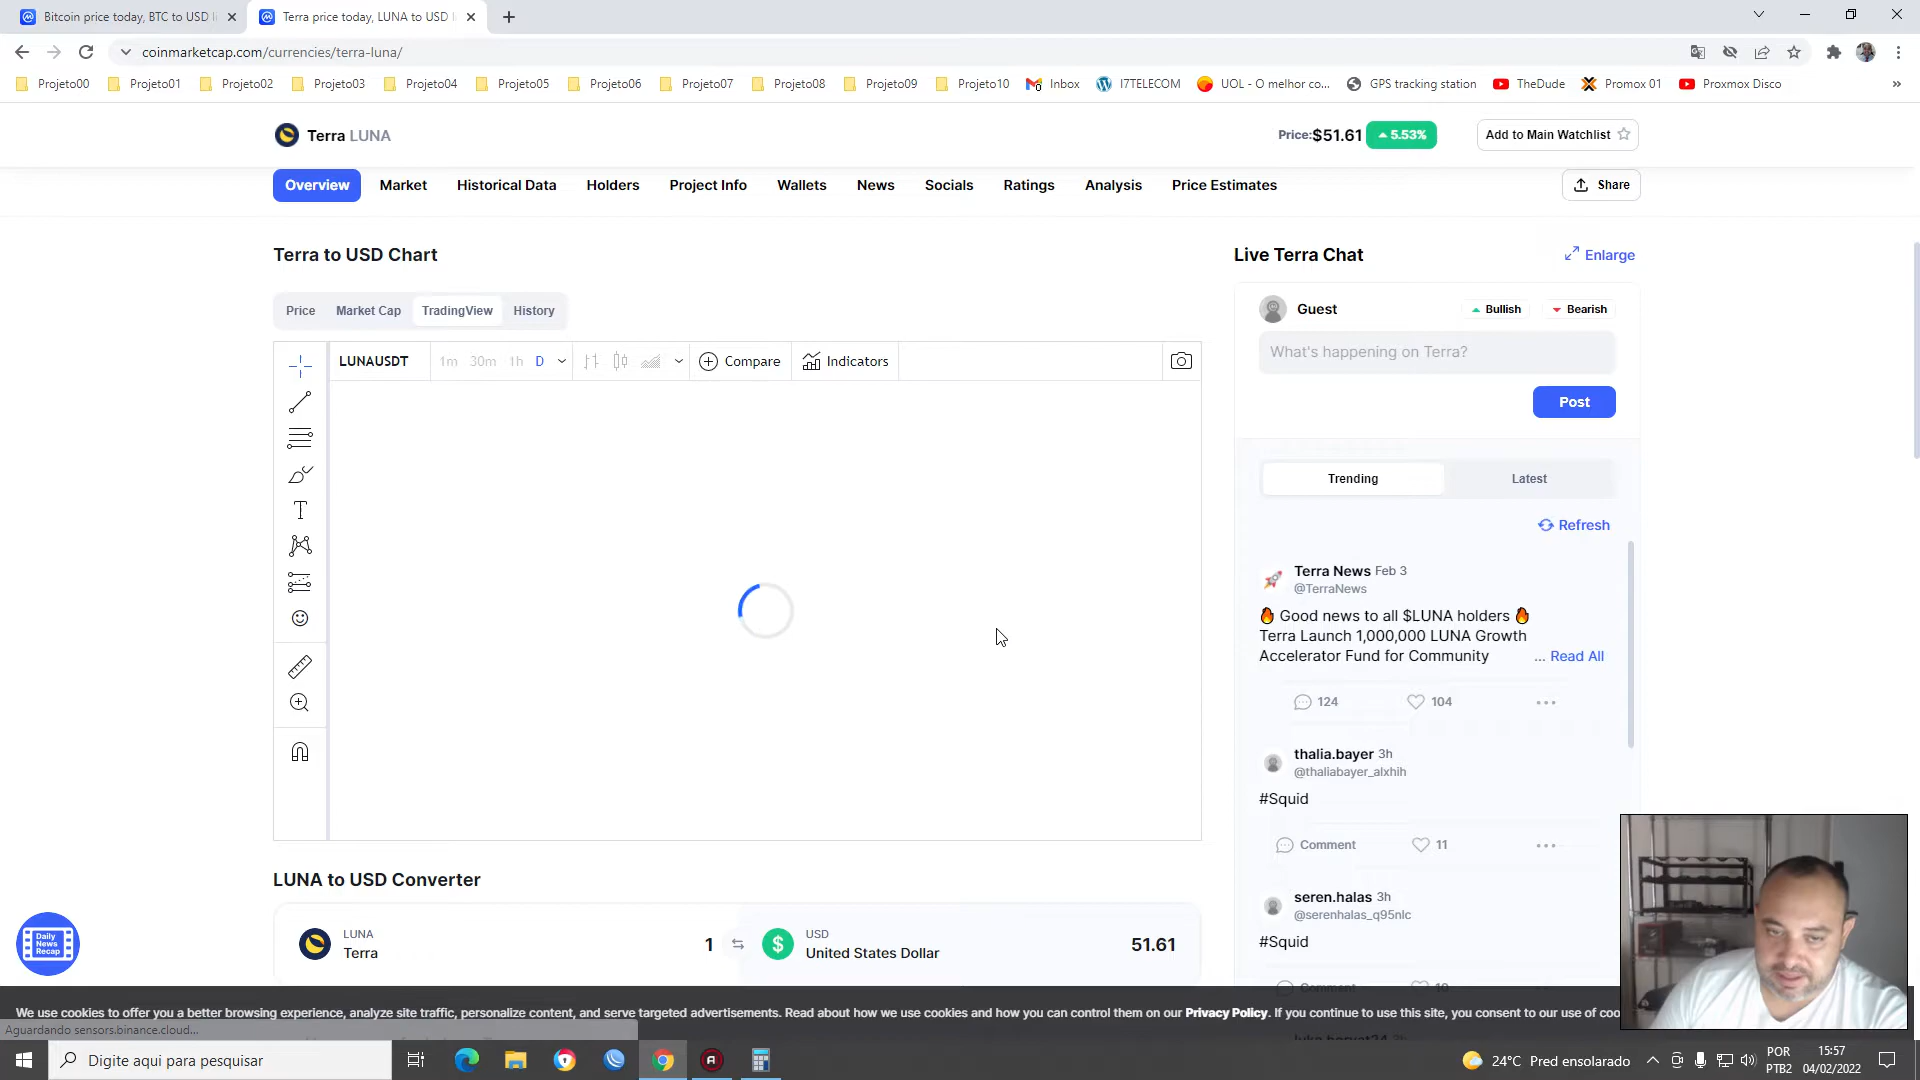 Bitcoin price today, BTC to USD li
Terra price today, LUNA to USD l
coinmarketcap.com/currencies/terra-luna/
Projeto00
Projeto01
Projeto02
Projeto03
Projeto04
Projeto05
Projeto06
Projeto07
Projeto08
Projeto09
Projeto10
Inbox
I7TELECOM
UOL - O melhor co...
GPS tracking station
TheDude
Promox 01
Proxmox Disco
»
Terra LUNA
Price:$51.61
5.53%
Add to Main Watchlist
Overview
Market
Historical Data
Holders
Project Info
Wallets
News
Socials
Ratings
Analysis
Price Estimates
Share
Terra to USD Chart
Price
Market Cap
TradingView
History
LUNAUSDT
1m
30m
1h
D
Compare
Indicators
T
LUNA to USD Converter
LUNA
Terra
1
$
USD
United States Dollar
51.61
Live Terra Chat
Enlarge
Guest
Bullish
Bearish
What's happening on Terra?
Post
Trending
Latest
Refresh
Terra News Feb 3
@TerraNews
🔥 Good news to all $LUNA holders 🔥
Terra Launch 1,000,000 LUNA Growth
Accelerator Fund for Community ... Read All
124
104
thalia.bayer 3h
@thaliabayer_alxhih
#Squid
Comment
11
seren.halas 3h
@serenhalas_q95nlc
#Squid
Comment
10
Daily
News
Recap
We use cookies to offer you a better browsing experience, analyze site traffic, personalize content, and serve targeted advertisements. Read about how we use cookies and how you can control them on our Privacy Policy. If you continue to use this site, you consent to our use of coo
Aguardando sensors.binance.cloud...
Digite aqui para pesquisar
24°C Pred ensolarado
POR
PTB2
15:57
04/02/2022